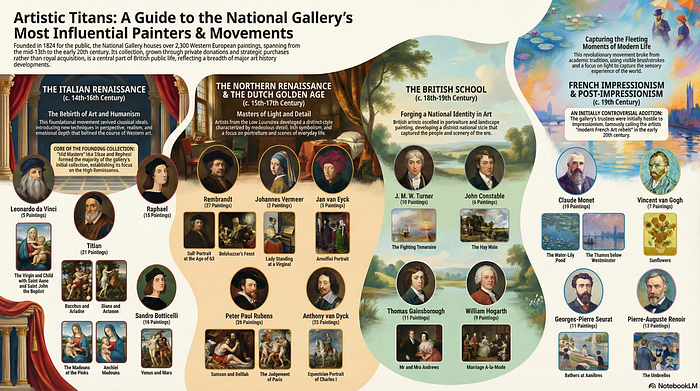 Artistic Titans: A Guide to the National Gallery's
Most Influential Painters & Movements
Founded in 1824 for the public, the National Gallery houses over 2,300 Western European paintings, spanning
from the mid-13th to the early 20th century. Its collection, grown through private donations and strategic purchases
rather than royal acquisition, is a central part of British public life, reflecting a breadth of major art history
developments.
THE ITALIAN RENAISSANCE
(c. 14th-16th Century)
The Rebirth of Art and Humanism
This foundational movement revived classical ideals,
introducing new techniques in perspective, realism, and
emotional depth that defined the course of Western art.
CORE OF THE FOUNDING COLLECTION:
formed the majority of the gallery's
initial collection, establishing its focus
on the High Renaissance.
Leonardo da Vinci
(5 Paintings)
The Virgin and Child
with Saint Anne
and Saint John
the Baptist
Titian
(21 Paintings)
Bacchus and
Ariadne
Diana and
Actaeon
The Madonna
of the Pinks
Madonna
Raphael
(15 Paintings)
Sandro Botticelli
(16 Paintings)
Venus and Mars
THE NORTHERN RENAISSANCE
& THE DUTCH GOLDEN AGE
(c. 15th-17th Century)
Masters of Light and Detail
Artists from the Low Countries developed a distinct style
characterized by meticulous detail, rich symbolism, and
a focus on portraiture and scenes of everyday life.
Rembrandt
(27 Paintings)
Self Portrait
at the Age of 63
Belshazzar's Feast
Johannes Vermeer
(2 Paintings)
Lady Standing
at a Virginal
Jan van Eyck
(3 Paintings)
Arnolfini Portrait
Peter Paul Rubens
(28 Paintings)
Samson and Delilah
The Judgement
of Paris
Anthony van Dyck
(25 Paintings)
Equestrian Portrait
of Charles I
THE BRITISH SCHOOL
(c. 18th-19th Century)
Forging a National Identity in Art
British artists excelled in portraiture and landscape
painting, developing a distinct national style that
captured the people and scenery of the era.
J. M. W. Turner
(10 Paintings)
The Fighting Temeraire
John Constable
(6 Paintings)
The Hay Wain
Thomas Gainsborough
(11 Paintings)
Mr and Mrs Andrews
William Hogarth
(9 Paintings)
Marriage A-la-Mode
Capturing the Fleeting
Moments of Modern Life
This revolutionary movement broke from
academic tradition, using visible brushstrokes
and a focus on light to capture the sensory
experience of the world.
FRENCH IMPRESSIONISM
& POST-IMPRESSIONISM
(c. 19th Century)
AN INITIALLY CONTROVERSIAL ADDITION:
The gallery's trustees were initially hostile to
Impressionism, famously calling the artists
"modern French Art rebels" in the early
20th century.
Claude Monet
(19 Paintings)
The Water-Lily
Pond
The Thames below
Westminster
Vincent van Gogh
(7 Paintings)
Sunflowers
Georges-Pierre Seurat
(11 Paintings)
Bathers at
Pierre-Auguste Renoir
(13 Paintings)
The Umbrellas
NotebookLM